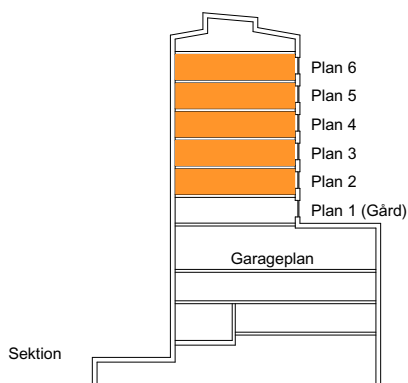 Plan 6
Plan 5
Plan 4
Plan 3
Plan 2
Plan 1 (Gård)
Garageplan
Sektion